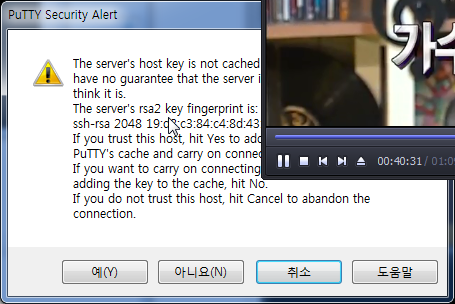 PuTTY Security Alert
The server's host key is not cached
have no guarantee that the server i
think it is.
The server's rsa2 key fingerprint is:
ssh-rsa 2048 19: :c3:84:c4:8d:43
If you trust this host, hit Yes to add
PuTTY's cache and carry on connec
If you want to carry on connecting
adding the key to the cache, hit No.
If you do not trust this host, hit Cancel to abandon the
connection.
가수
00:40:31 / 01:0
예(Y)
아니요(N)
취소
도움말